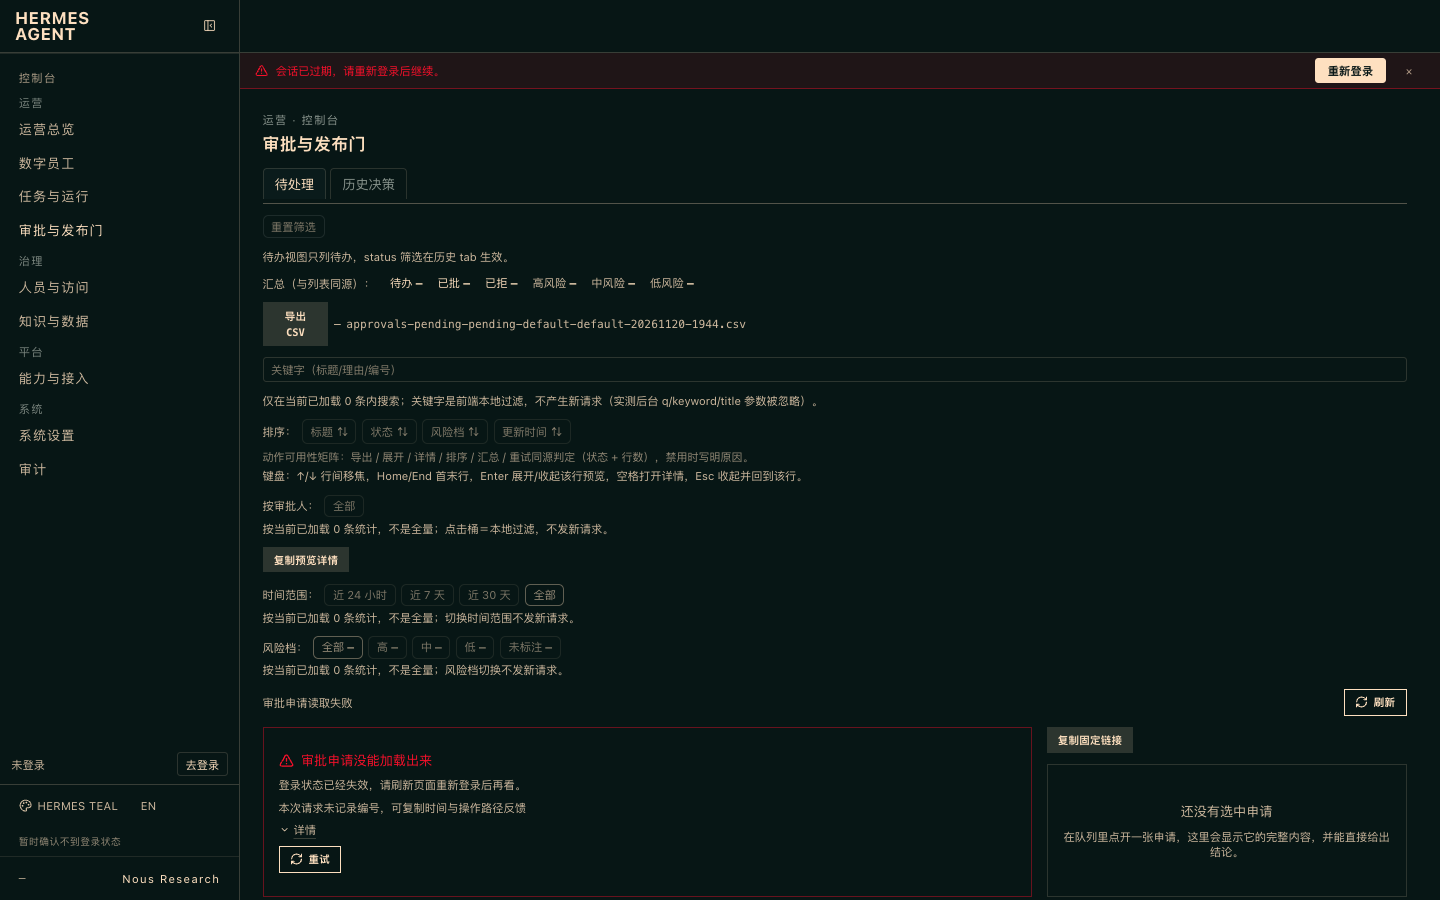 HERMES
AGENT
控制台
运营
运营总览
数字员工
任务与运行
审批与发布门
治理
人员与访问
知识与数据
平台
能力与接入
系统
系统设置
审计
未登录
去登录
HERMES TEAL
EN
暂时确认不到登录状态
—
Nous Research
会话已过期，请重新登录后继续。
重新登录
×
运营 · 控制台
审批与发布门
待处理
历史决策
重置筛选
待办视图只列待办，status 筛选在历史 tab 生效。
汇总（与列表同源）： 待办 — 已批 — 已拒 — 高风险 — 中风险 — 低风险 —
导出
CSV
— approvals-pending-pending-default-default-20261120-1944.csv
关键字（标题/理由/编号）
仅在当前已加载 0 条内搜索；关键字是前端本地过滤，不产生新请求（实测后台 q/keyword/title 参数被忽略）。
排序： 标题 ⇅ 状态 ⇅ 风险档 ⇅ 更新时间 ⇅
动作可用性矩阵：导出 / 展开 / 详情 / 排序 / 汇总 / 重试同源判定（状态 + 行数），禁用时写明原因。
键盘：↑/↓ 行间移焦，Home/End 首末行，Enter 展开/收起该行预览，空格打开详情，Esc 收起并回到该行。
按审批人： 全部
按当前已加载 0 条统计，不是全量；点击桶＝本地过滤，不发新请求。
复制预览详情
时间范围： 近 24 小时 近 7 天 近 30 天 全部
按当前已加载 0 条统计，不是全量；切换时间范围不发新请求。
风险档： 全部 — 高 — 中 — 低 — 未标注 —
按当前已加载 0 条统计，不是全量；风险档切换不发新请求。
审批申请读取失败
刷新
审批申请没能加载出来
登录状态已经失效，请刷新页面重新登录后再看。
本次请求未记录编号，可复制时间与操作路径反馈
详情
重试
复制固定链接
还没有选中申请
在队列里点开一张申请，这里会显示它的完整内容，并能直接给出
结论。